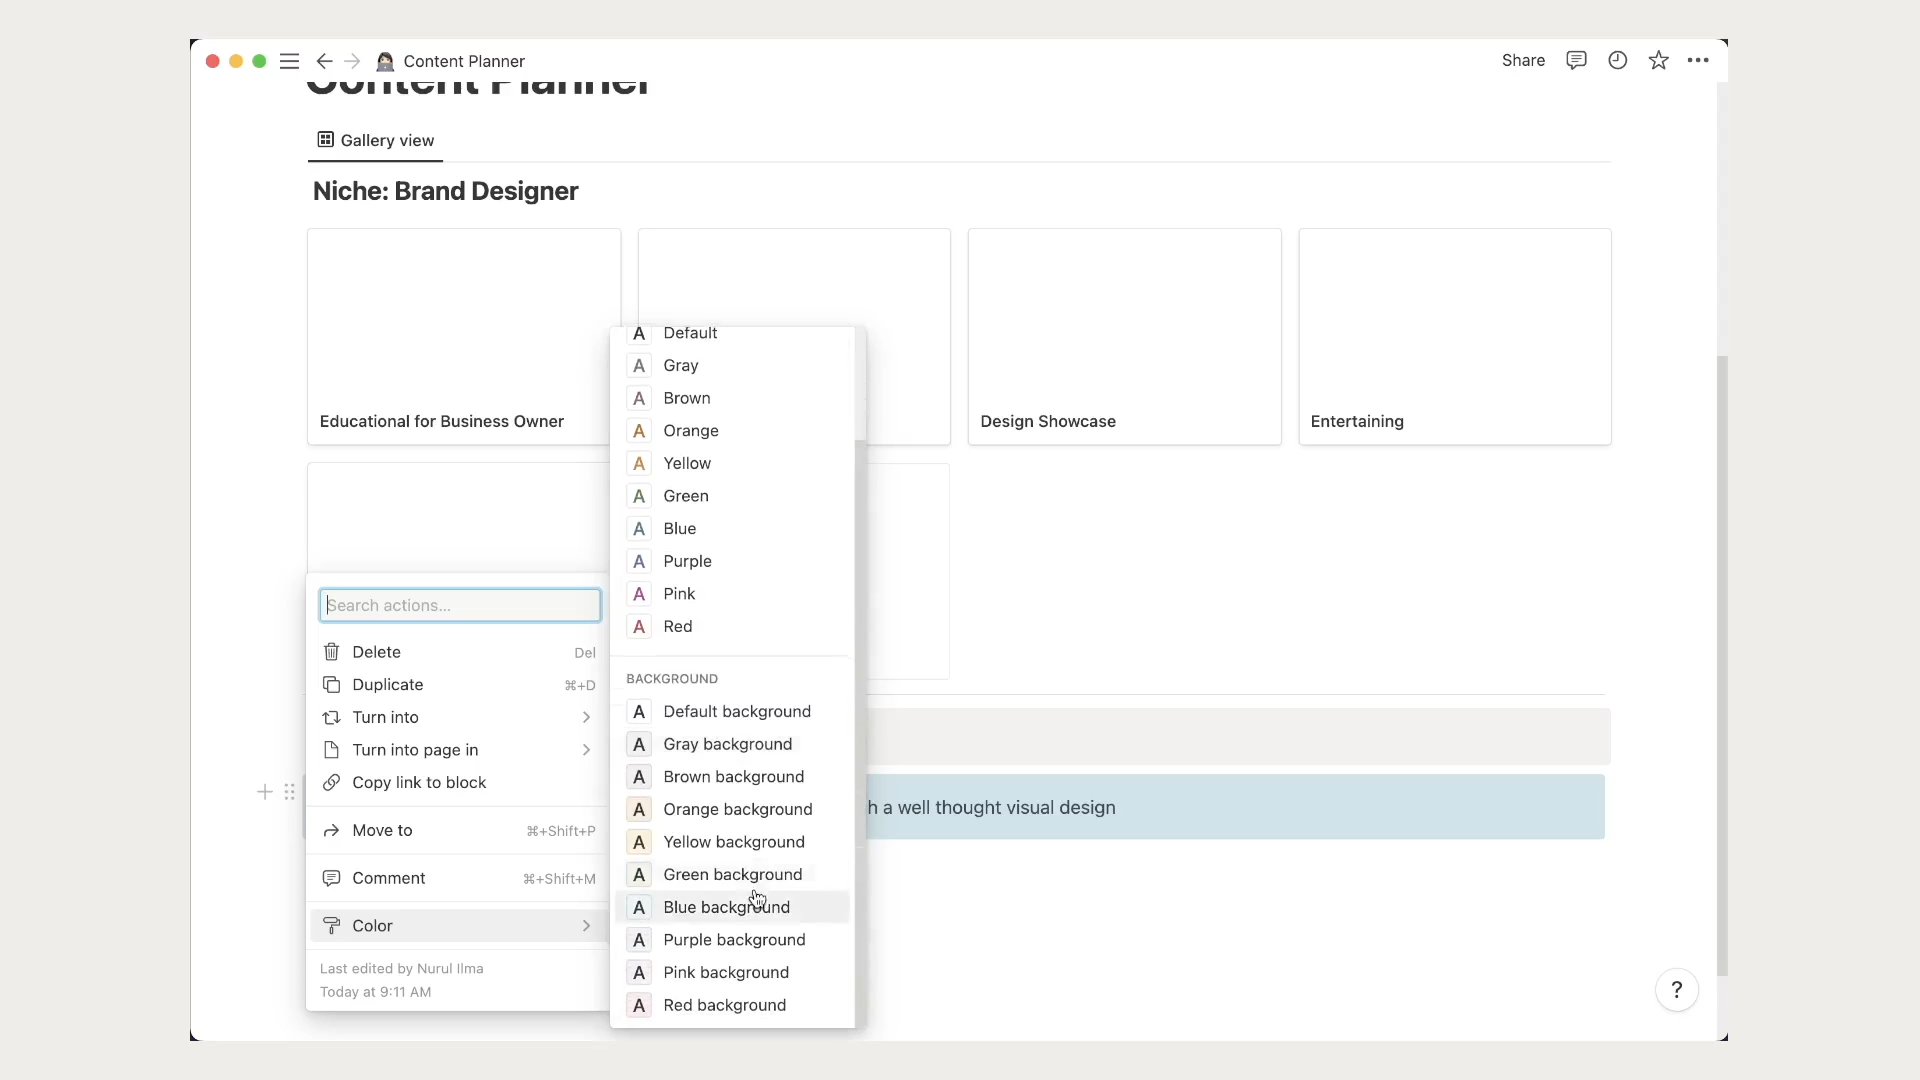 Content Planner
Share
Content Planner
Gallery view
Niche: Brand Designer
Educational for Business Owner
Design Showcase
Entertaining
Search actions...
Delete Del
Duplicate ⌘+D
Turn into
Turn into page in
Copy link to block
Move to ⌘+Shift+P
Comment ⌘+Shift+M
Color
Last edited by Nurul Ilma
Today at 9:11 AM
A Default
A Gray
A Brown
A Orange
A Yellow
A Green
A Blue
A Purple
A Pink
A Red
BACKGROUND
A Default background
A Gray background
A Brown background
A Orange background
A Yellow background
A Green background
A Blue background
A Purple background
A Pink background
A Red background
h a well thought visual design
?